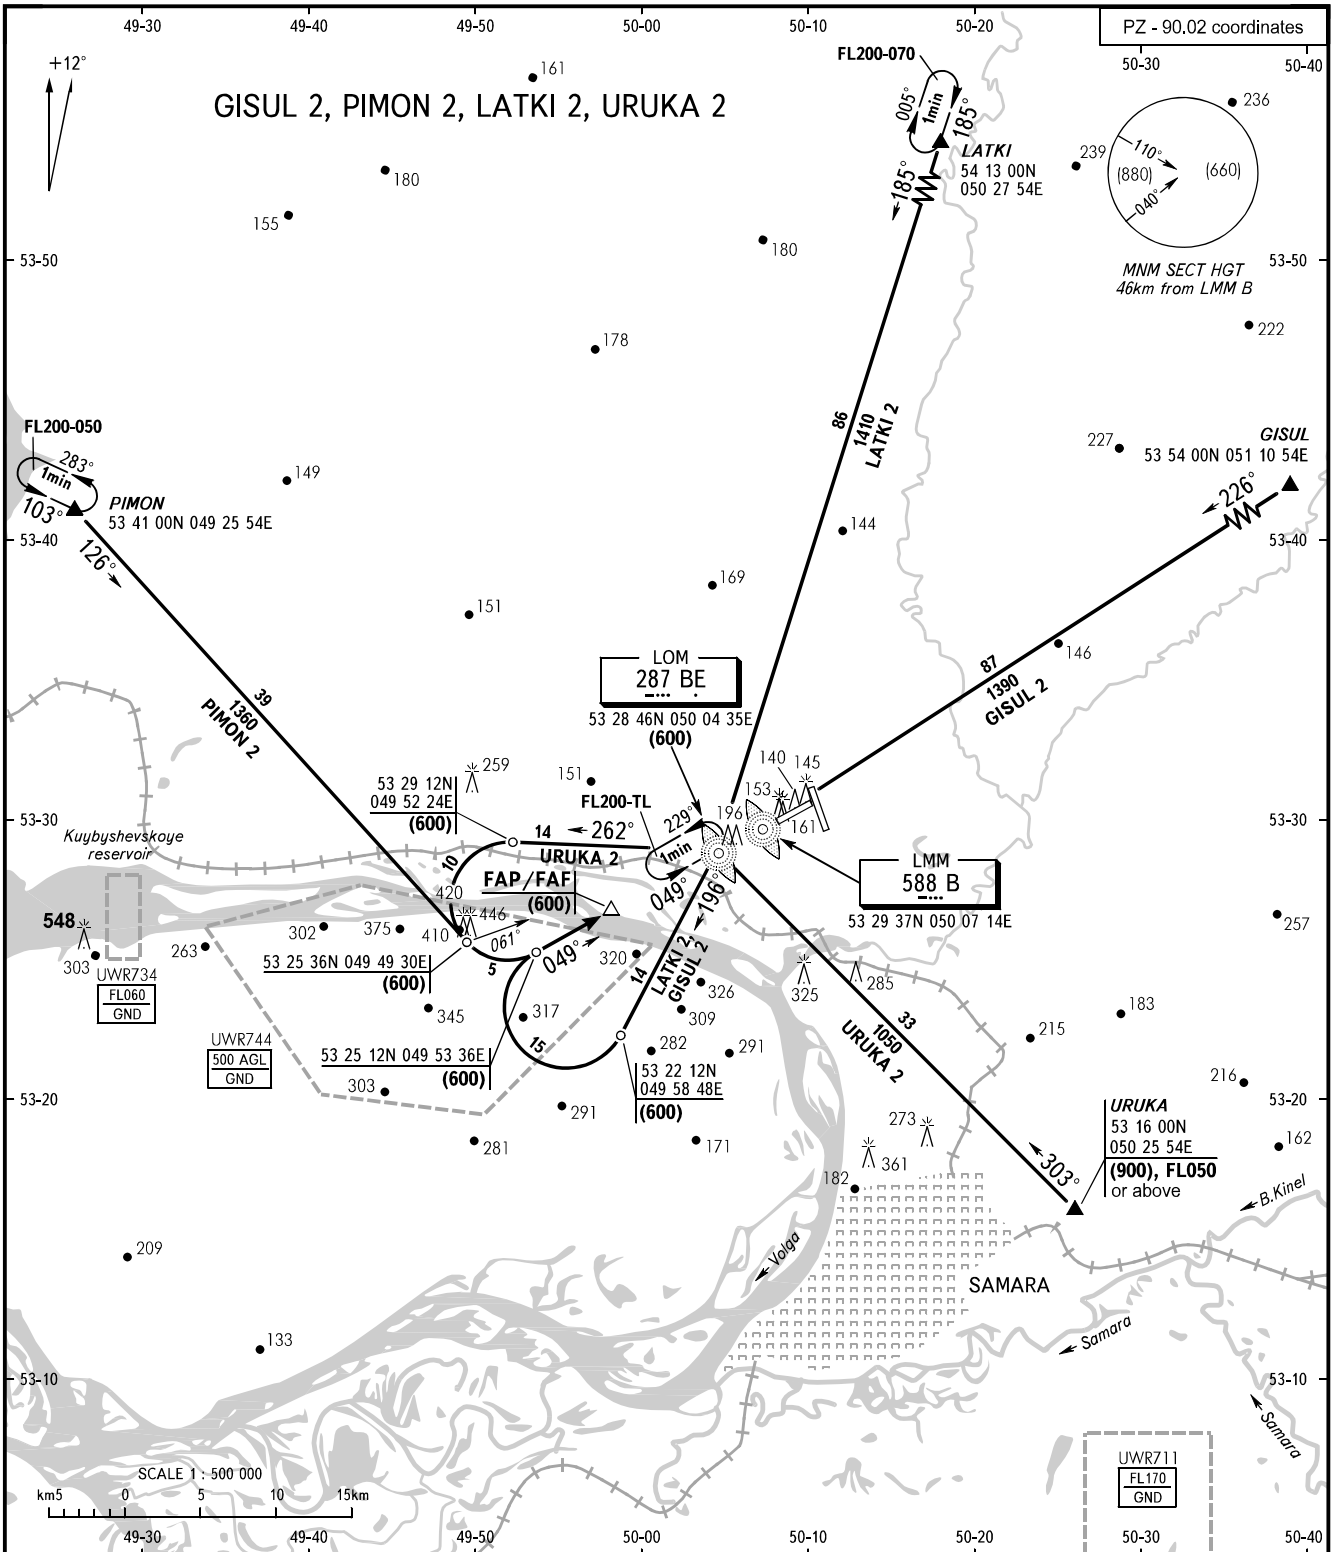 49-30
49-40
49-50
50-00
50-10
50-20
PZ - 90.02 coordinates
50-30
50-40
+12°
161
GISUL 2, PIMON 2, LATKI 2, URUKA 2
FL200-070
005°
1min
185°
LATKI
54 13 00N
050 27 54E
185°
236
239
110°
(880)
(660)
040°
180
155
180
53-50
53-50
MNM SECT HGT
46km from LMM B
222
178
86
1410
LATKI 2
227
GISUL
53 54 00N 051 10 54E
226°
FL200-050
283°
1min
103°
PIMON
53 41 00N 049 25 54E
149
126°
53-40
144
53-40
169
151
146
87
1390
GISUL 2
LOM
287 BE
53 28 46N 050 04 35E
(600)
39
1360
PIMON 2
259
151
140
145
153
53 29 12N
049 52 24E
(600)
FL200-TL
229°
1min
049°
196
161
53-30
53-30
Kuybyshevskoye
reservoir
14
262°
URUKA 2
10
LMM
588 B
53 29 37N 050 07 14E
FAP/FAF
(600)
420
446
410
061°
049°
196°
548
303
263
302
375
320
257
53 25 36N 049 49 30E
(600)
5
UWR734
FL060
GND
14
LATKI 2,
GISUL 2
326
325
285
345
317
309
33
1050
URUKA 2
183
215
UWR744
500 AGL
GND
15
53 25 12N 049 53 36E
(600)
282
291
53 22 12N
049 58 48E
(600)
303
291
216
53-20
53-20
281
171
273
361
182
303°
URUKA
53 16 00N
050 25 54E
(900), FL050
or above
162
B.Kinel
209
Volga
SAMARA
Samara
133
53-10
53-10
Samara
SCALE 1 : 500 000
km5
0
5
10
15km
UWR711
FL170
GND
49-30
49-40
49-50
50-00
50-10
50-20
50-30
50-40